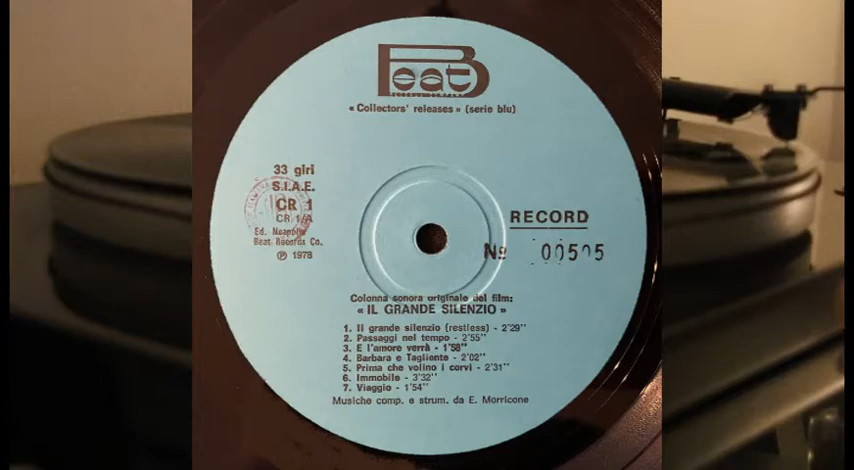 Beat
RECORDS COMPANY
« Collectors' releases » (serie blu)
33 giri
S.I.A.E.
CR 1
CR. 1/A
Ed. Neapolis
Beat Records Co.
℗ 1978
RECORD
№ 00505
Colonna sonora originale del film:
« IL GRANDE SILENZIO »
1. Il grande silenzio (restless) - 2'29''
2. Passaggi nel tempo - 2'55''
3. E l'amore verrà - 1'58''
4. Barbara e Tagliente - 2'02''
5. Prima che volino i corvi - 2'31''
6. Immobile - 3'32''
7. Viaggio - 1'54''
Musiche comp. e strum. da E. Morricone